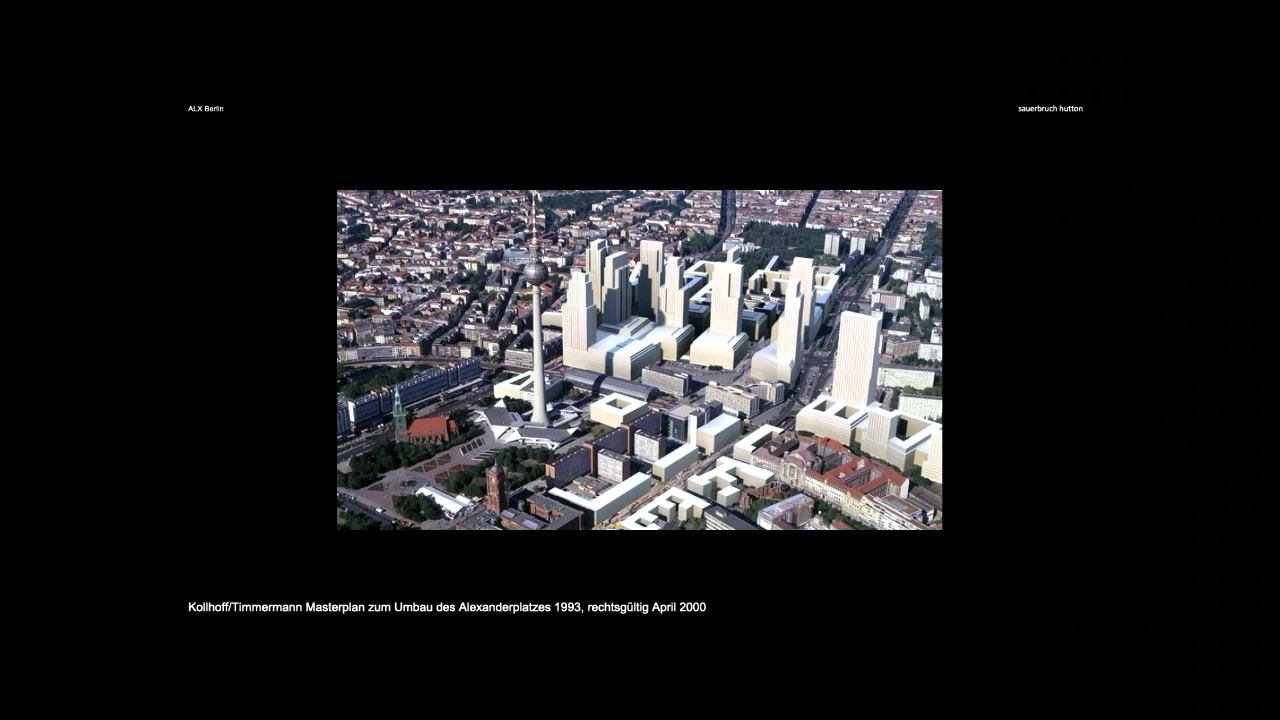 ALX Berlin
sauerbruch hutton
Kollhoff/Timmermann Masterplan zum Umbau des Alexanderplatzes 1993, rechtsgültig April 2000